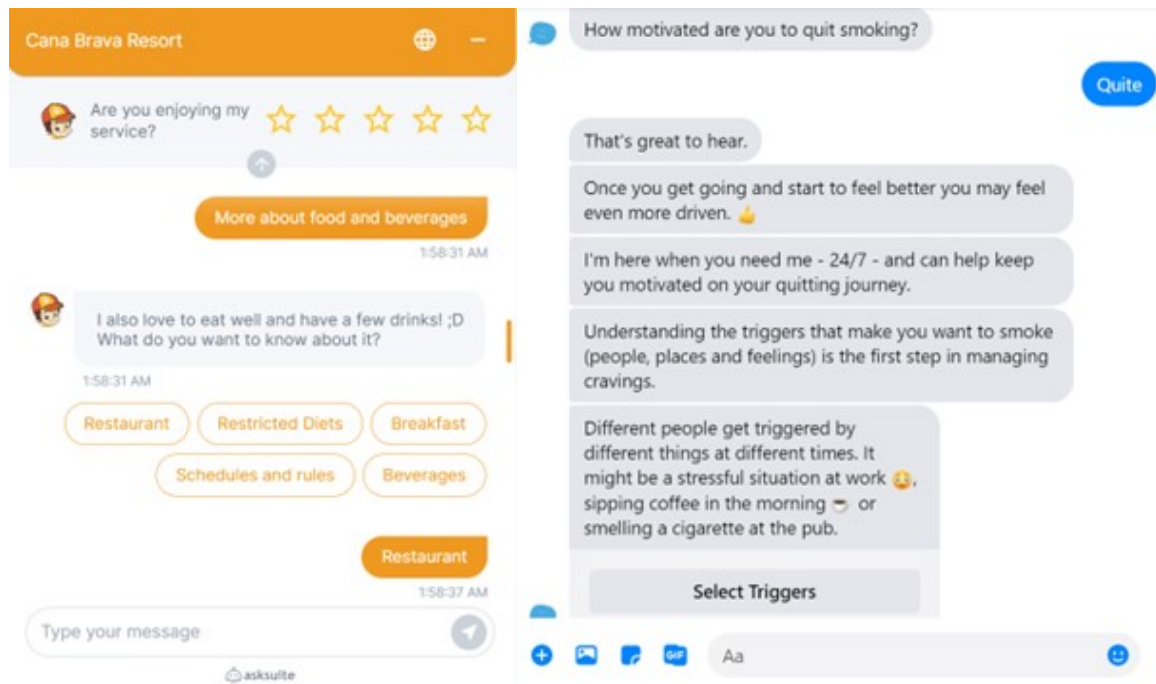 Cana Brava Resort
Are you enjoying my
service?
More about food and beverages
1:58:31 AM
I also love to eat well and have a few drinks! ;D
What do you want to know about it?
1:58:31 AM
Restaurant
Restricted Diets
Breakfast
Schedules and rules
Beverages
Restaurant
1:58:37 AM
Type your message
asksuite
How motivated are you to quit smoking?
Quite
That's great to hear.
Once you get going and start to feel better you may feel
even more driven. 👍
I'm here when you need me - 24/7 - and can help keep
you motivated on your quitting journey.
Understanding the triggers that make you want to smoke
(people, places and feelings) is the first step in managing
cravings.
Different people get triggered by
different things at different times. It
might be a stressful situation at work 😳,
sipping coffee in the morning ☕ or
smelling a cigarette at the pub.
Select Triggers
GIF
Aa